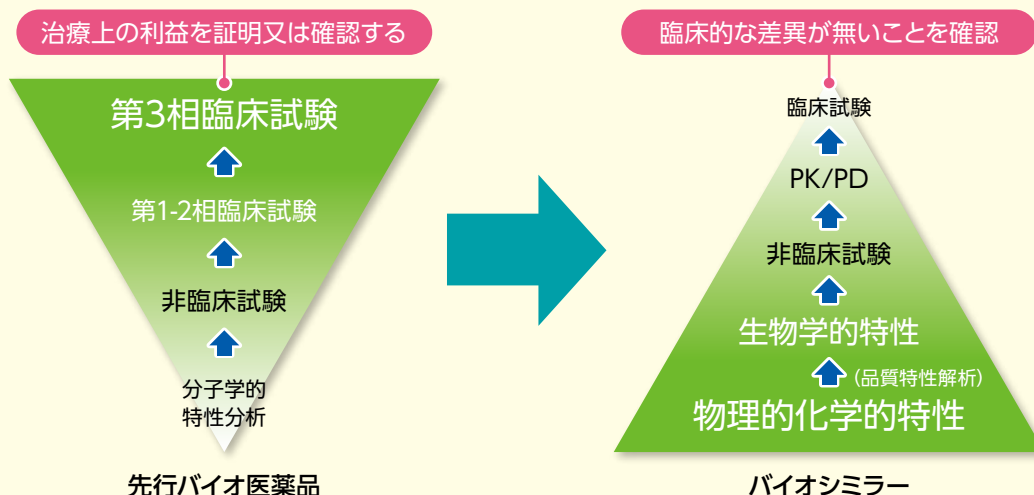 治療上の利益を証明又は確認する
第3相臨床試験
第1-2相臨床試験
非臨床試験
分子学的
特性分析
先行バイオ医薬品
臨床的な差異が無いことを確認
臨床試験
PK/PD
非臨床試験
生物学的特性
(品質特性解析)
物理的化学的特性
バイオシミラー